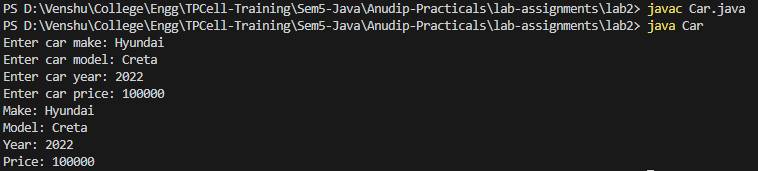 PS D:\Venshu\College\Engg\TPCell-Training\Sem5-Java\Anudip-Practicals\lab-assignments\lab2> javac Car.java
PS D:\Venshu\College\Engg\TPCell-Training\Sem5-Java\Anudip-Practicals\lab-assignments\lab2> java Car
Enter car make: Hyundai
Enter car model: Creta
Enter car year: 2022
Enter car price: 100000
Make: Hyundai
Model: Creta
Year: 2022
Price: 100000